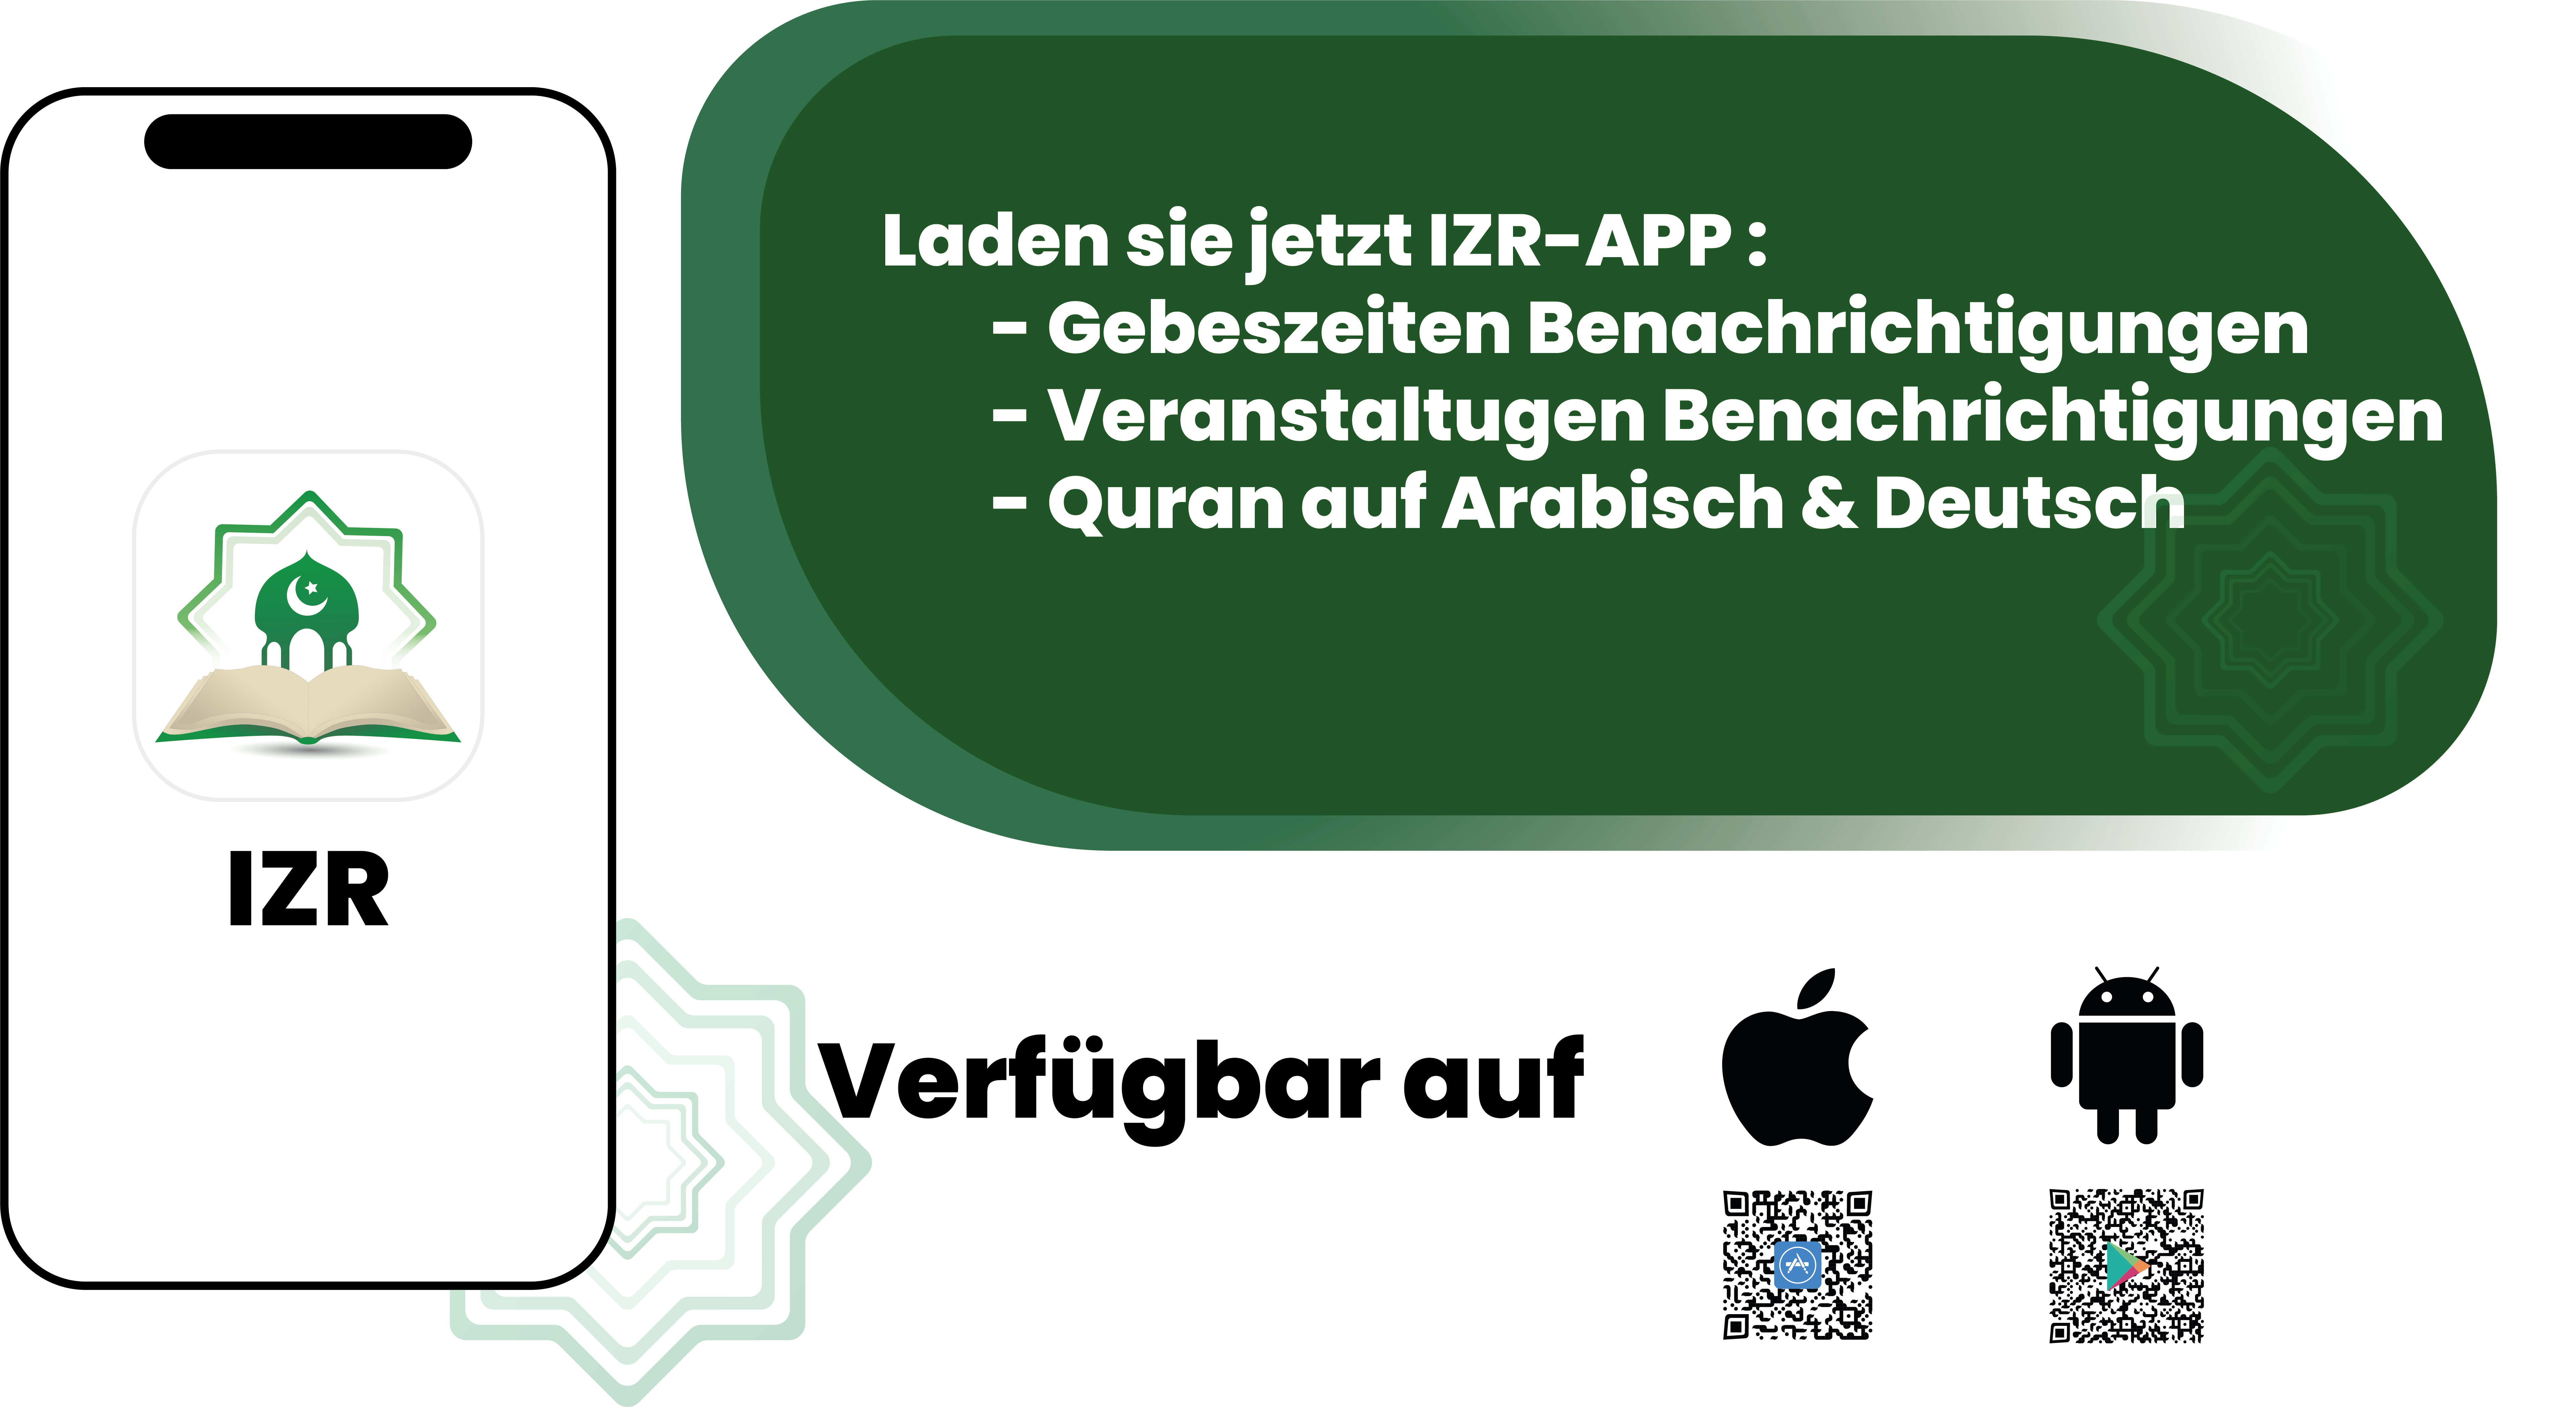 Laden sie jetzt IZR-APP :
- Gebeszeiten Benachrichtigungen
- Veranstaltugen Benachrichtigungen
- Quran auf Arabisch & Deutsch
IZR
Verfügbar auf